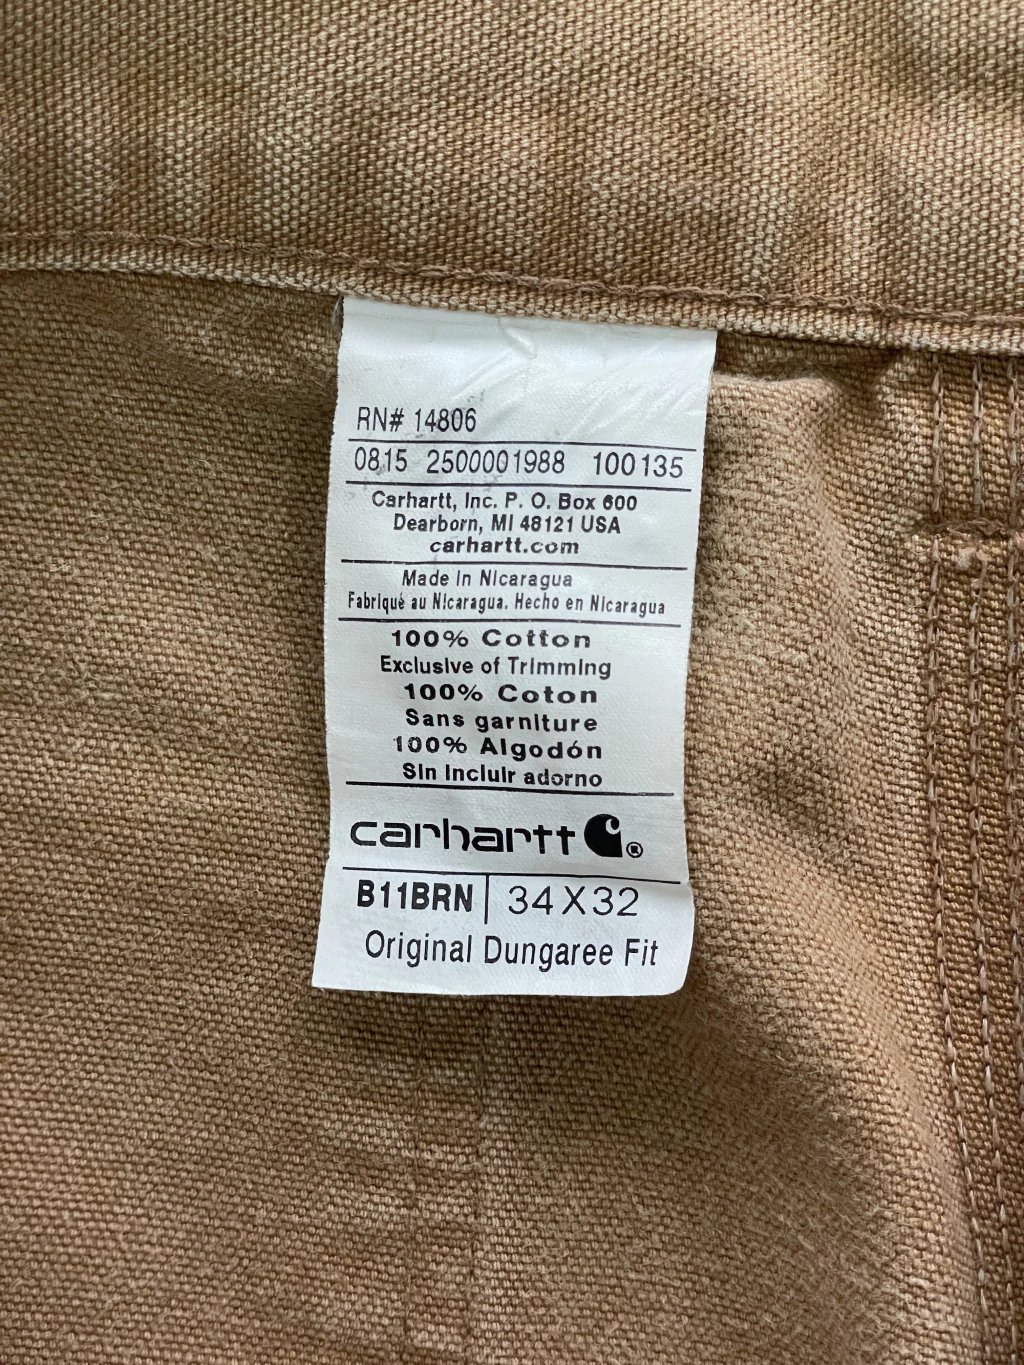 RN# 14806
0815 2500001988 100135
Carhartt, Inc. P. O. Box 600
Dearborn, MI 48121 USA
carhartt.com
Made in Nicaragua
Fabriqué au Nicaragua. Hecho en Nicaragua
100% Cotton
Exclusive of Trimming
100% Coton
Sans garniture
100% Algodón
Sin incluir adorno
carhartt ®
B11BRN 34X32
Original Dungaree Fit